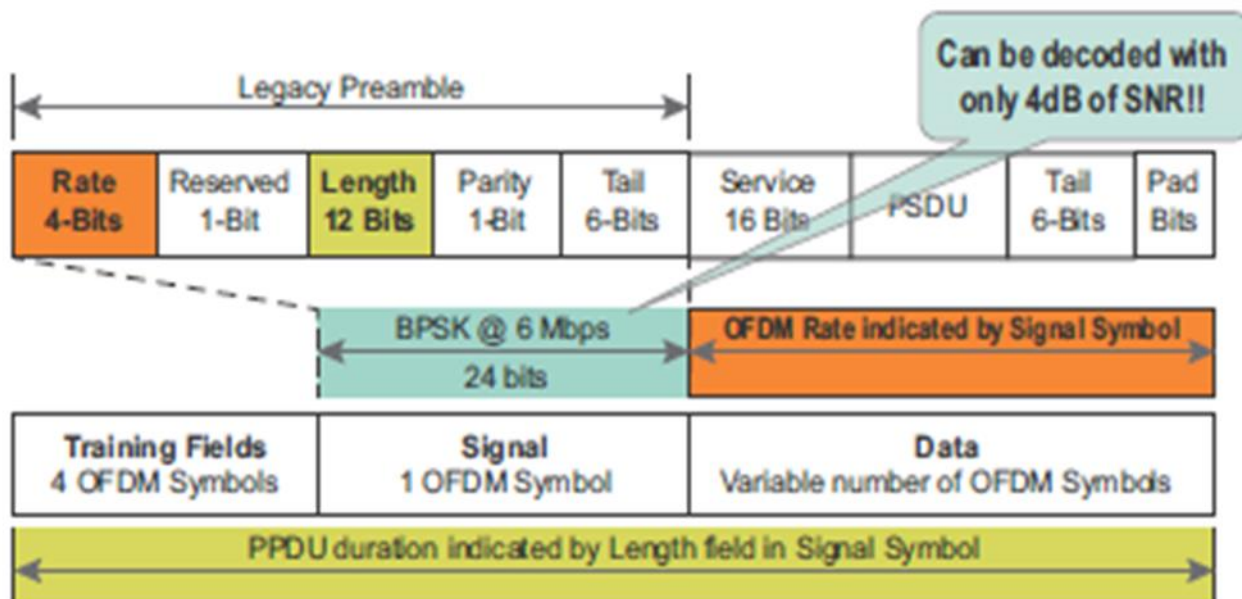 Can be decoded with
only 4dB of SNR!!
Legacy Preamble
Rate
4-Bits
Reserved
1-Bit
Length
12 Bits
Parity
1-Bit
Tail
6-Bits
Service
16 Bits
PSDU
Tail
6-Bits
Pad
Bits
BPSK @ 6 Mbps
24 bits
OFDM Rate indicated by Signal Symbol
Training Fields
4 OFDM Symbols
Signal
1 OFDM Symbol
Data
Variable number of OFDM Symbols
PPDU duration indicated by Length field in Signal Symbol